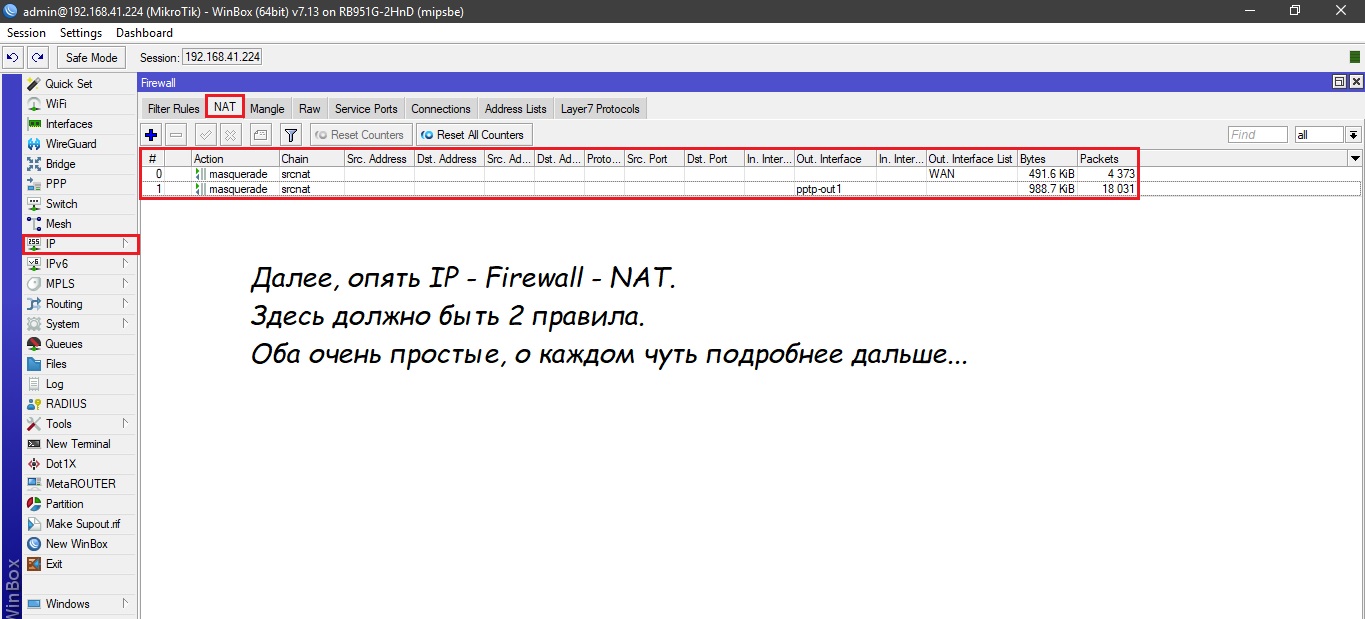 admin@192.168.41.224 (MikroTik) - WinBox (64bit) v7.13 on RB951G-2HnD (mipsbe)
Session Settings Dashboard
Safe Mode Session: 192.168.41.224
Firewall
Filter Rules NAT Mangle Raw Service Ports Connections Address Lists Layer7 Protocols
Reset Counters Reset All Counters Find all
# Action Chain Src. Address Dst. Address Src. Ad... Dst. Ad... Proto... Src. Port Dst. Port In. Inter... Out. Interface In. Inter... Out. Interface List Bytes Packets
0 masquerade srcnat WAN 491.6 KiB 4 373
1 masquerade srcnat pptp-out1 988.7 KiB 18 031
Quick Set
WiFi
Interfaces
WireGuard
Bridge
PPP
Switch
Mesh
IP
IPv6
MPLS
Routing
System
Queues
Files
Log
RADIUS
Tools
New Terminal
Dot1X
MetaROUTER
Partition
Make Supout.rif
New WinBox
Exit
Windows
WinBox
Далее, опять IP - Firewall - NAT.
Здесь должно быть 2 правила.
Оба очень простые, о каждом чуть подробнее дальше...